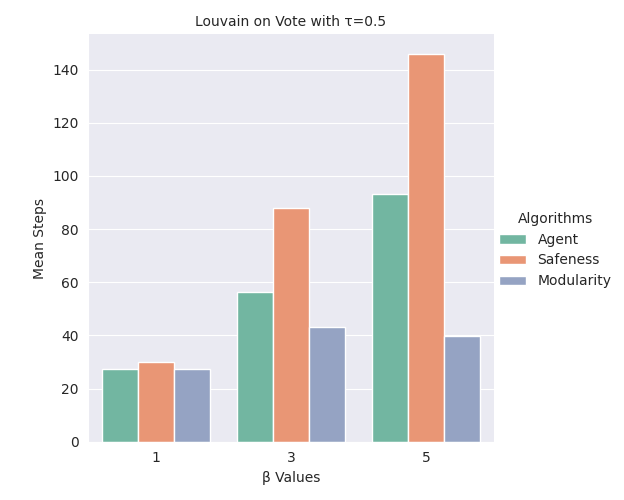 Louvain on Vote with τ=0.5
140
120
100
80
60
40
20
0
Mean Steps
1 3 5
β Values
Algorithms
Agent
Safeness
Modularity